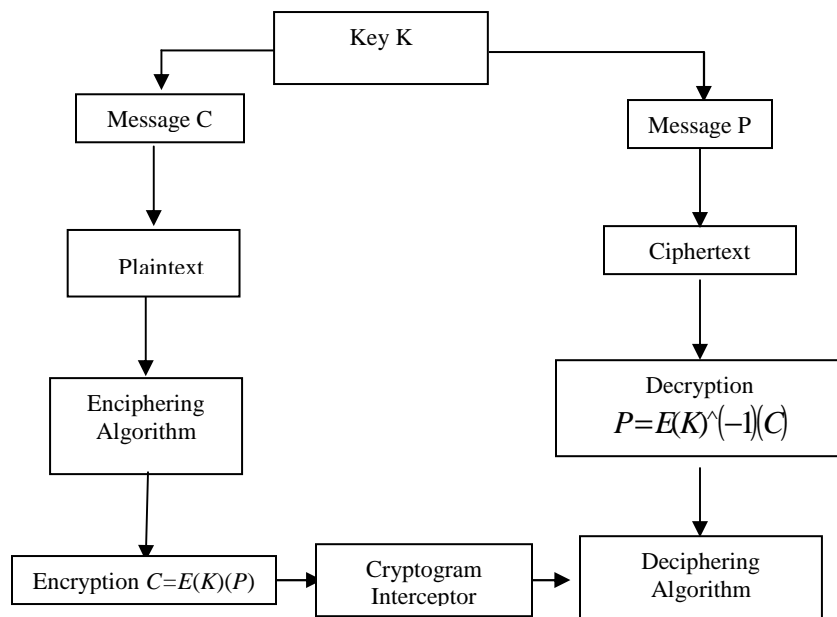 Key K
Message C
Message P
Plaintext
Ciphertext
Enciphering
Algorithm
Decryption
P=E(K)^(-1)(C)
Encryption C=E(K)(P)
Cryptogram
Interceptor
Deciphering
Algorithm